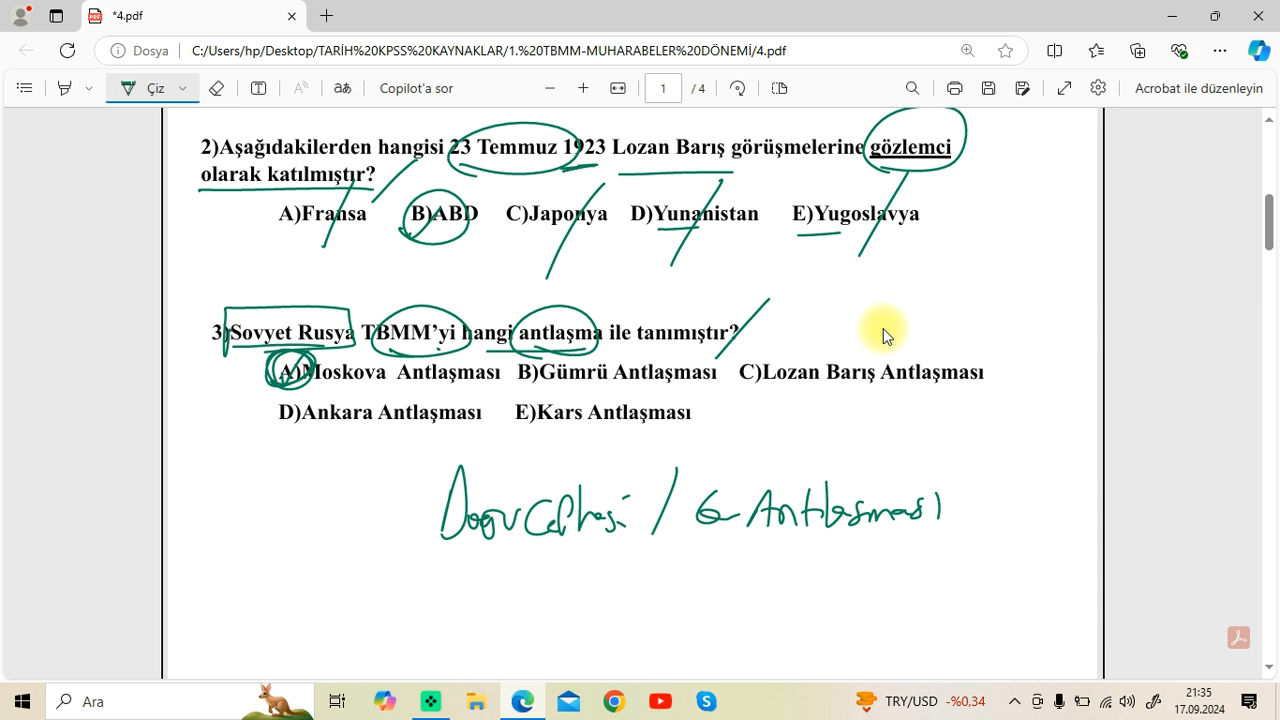 *4.pdf
Dosya C:/Users/hp/Desktop/TARİH%20KPSS%20KAYNAKLAR/1.%20TBMM-MUHARABELER%20DÖNEMİ/4.pdf
Çiz aあ Copilot'a sor 1 / 4 Acrobat ile düzenleyin
2)Aşağıdakilerden hangisi 23 Temmuz 1923 Lozan Barış görüşmelerine gözlemci
olarak katılmıştır?
A)Fransa B)ABD C)Japonya D)Yunanistan E)Yugoslavya
3)Sovyet Rusya TBMM’yi hangi antlaşma ile tanımıştır?
A)Moskova Antlaşması B)Gümrü Antlaşması C)Lozan Barış Antlaşması
D)Ankara Antlaşması E)Kars Antlaşması
Doğu Cephesi / Antlaşması
Ara TRY/USD -%0,34 21:35
17.09.2024